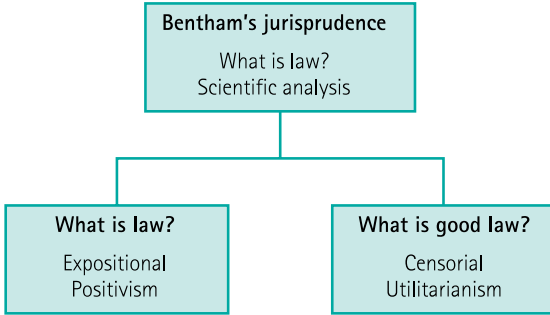 Bentham's jurisprudence
What is law?
Scientific analysis
What is law?
Expositional
Positivism
What is good law?
Censorial
Utilitarianism